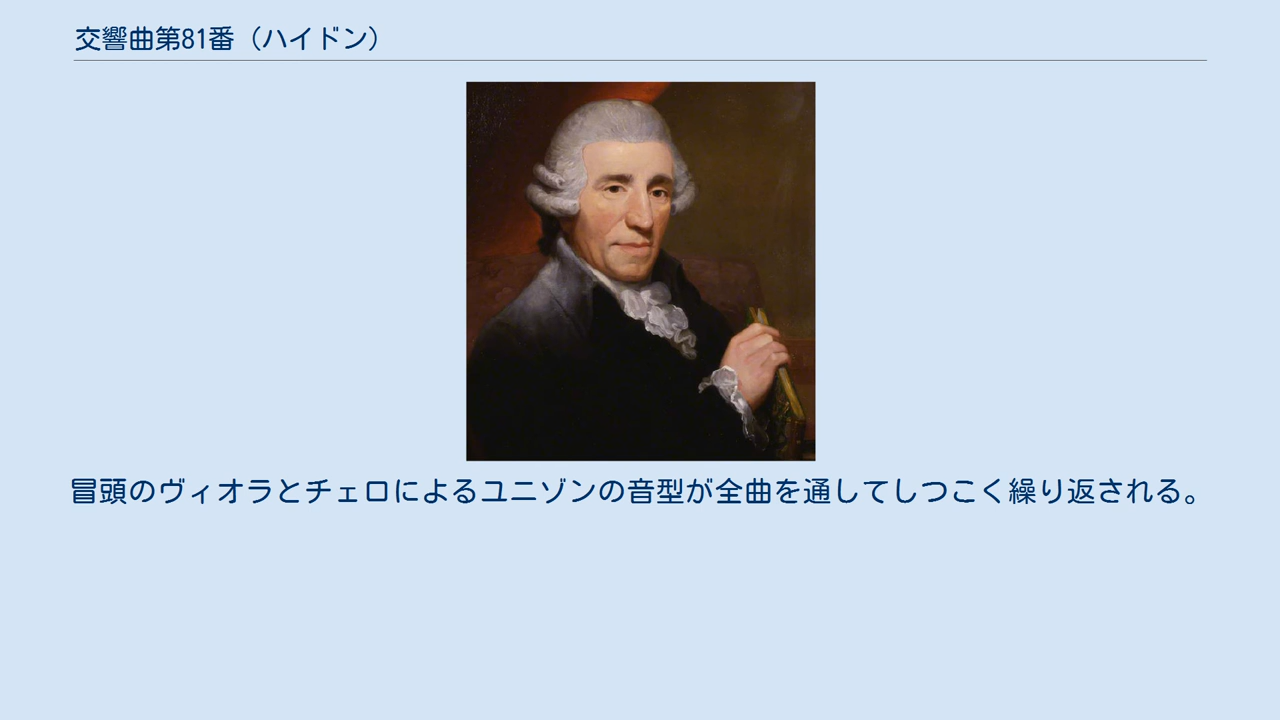 交響曲第81番（ハイドン）
冒頭のヴィオラとチェロによるユニゾンの音型が全曲を通してしつこく繰り返される。